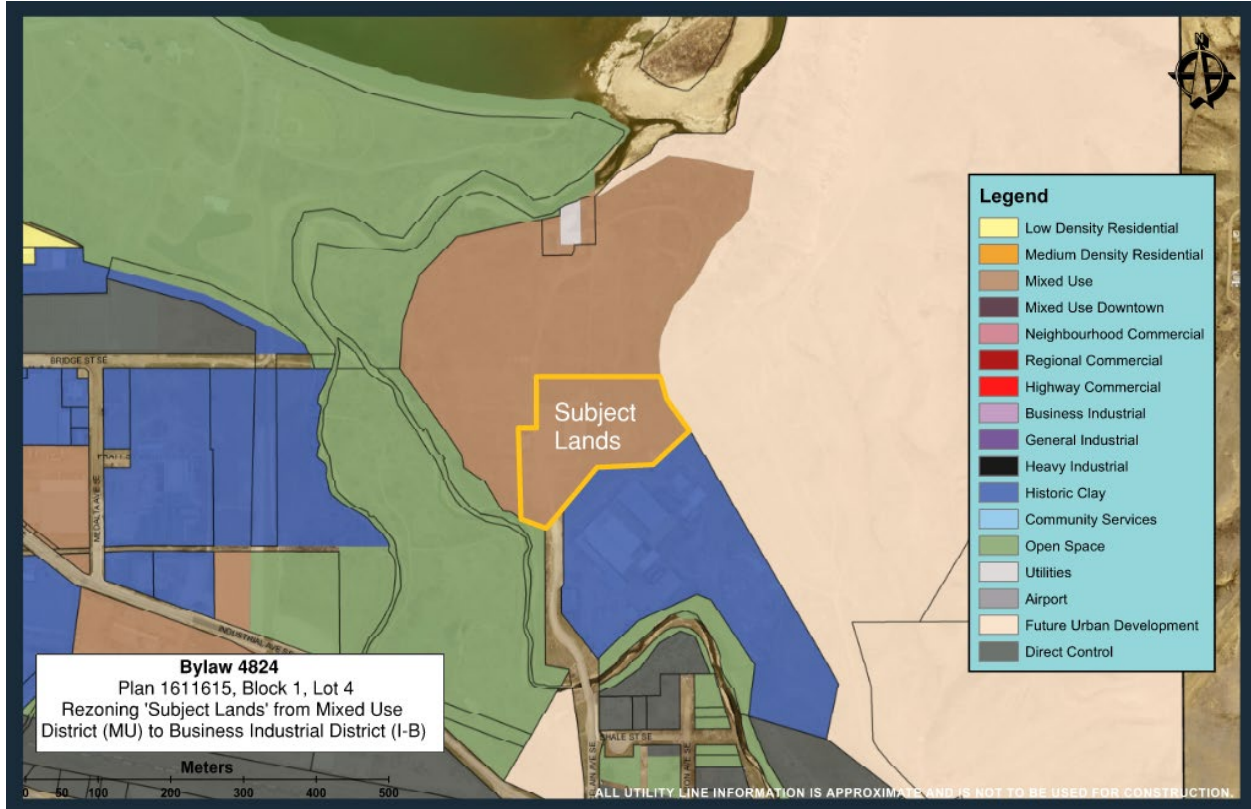 N
Legend
Low Density Residential
Medium Density Residential
Mixed Use
Mixed Use Downtown
Neighbourhood Commercial
Regional Commercial
Highway Commercial
Business Industrial
General Industrial
Heavy Industrial
Historic Clay
Community Services
Open Space
Utilities
Airport
Future Urban Development
Direct Control
BRIDGE ST SE
Subject
Lands
MEDALTA AVE SE
INDUSTRIAL AVE SE
SHALE ST SE
Bylaw 4824
Plan 1611615, Block 1, Lot 4
Rezoning 'Subject Lands' from Mixed Use
District (MU) to Business Industrial District (I-B)
Meters
0 50 100 200 300 400 500
ALL UTILITY LINE INFORMATION IS APPROXIMATE AND IS NOT TO BE USED FOR CONSTRUCTION.